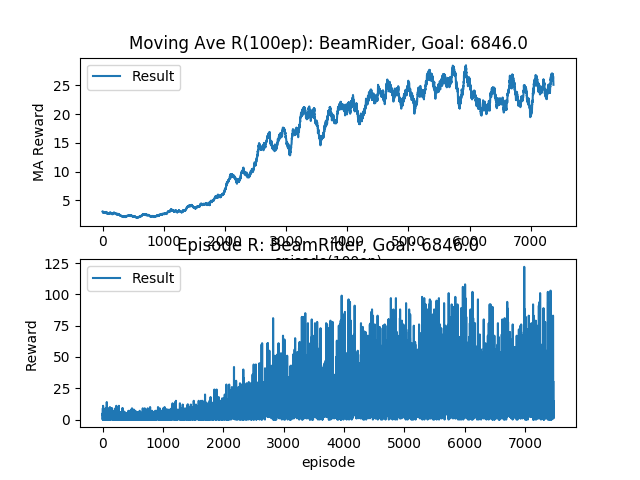 Moving Ave R(100ep): BeamRider, Goal: 6846.0
Result
MA Reward
25
20
15
10
5
0 1000 2000 3000 4000 5000 6000 7000
episode(100ep)
Episode R: BeamRider, Goal: 6846.0
Result
Reward
125
100
75
50
25
0
0 1000 2000 3000 4000 5000 6000 7000
episode